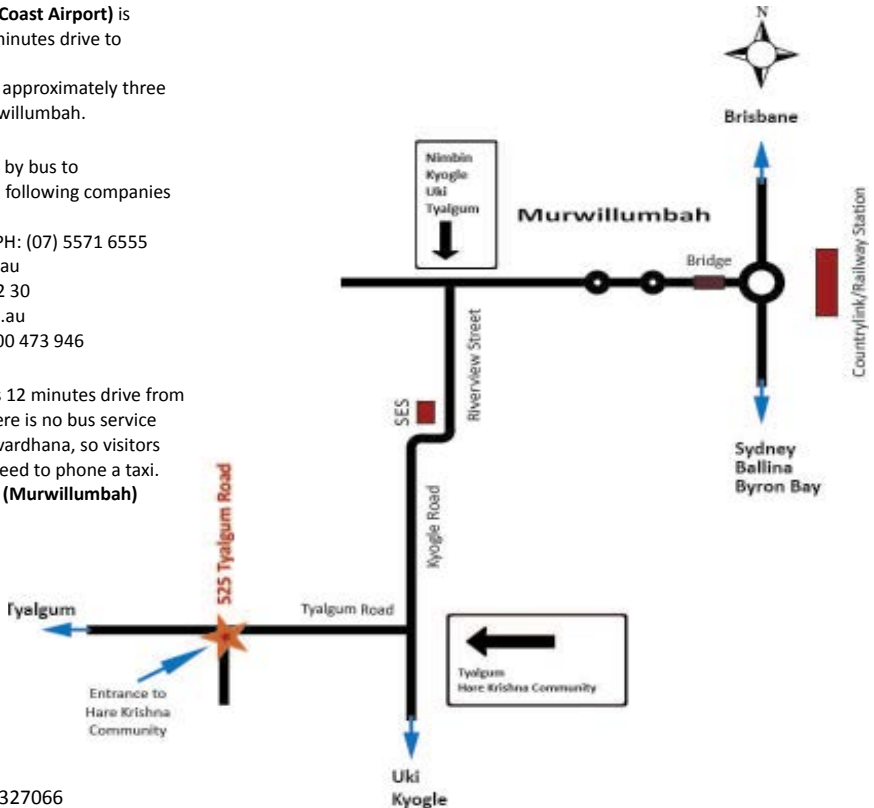 Coast Airport) is
minutes drive to
approximately three
willumbah.
by bus to
following companies
PH: (07) 5571 6555
au
2 30
.au
00 473 946
s 12 minutes drive from
ere is no bus service
vardhana, so visitors
eed to phone a taxi.
(Murwillumbah)
327066
N
Brisbane
Nimbin
Kyogle
Uki
Tyalgum
Murwillumbah
Bridge
Countrylink/Railway Station
Riverview Street
SES
Sydney
Ballina
Byron Bay
Kyogle Road
525 Tyalgum Road
Tyalgum
Tyalgum Road
Tyalgum
Hare Krishna Community
Entrance to
Hare Krishna
Community
Uki
Kyogle